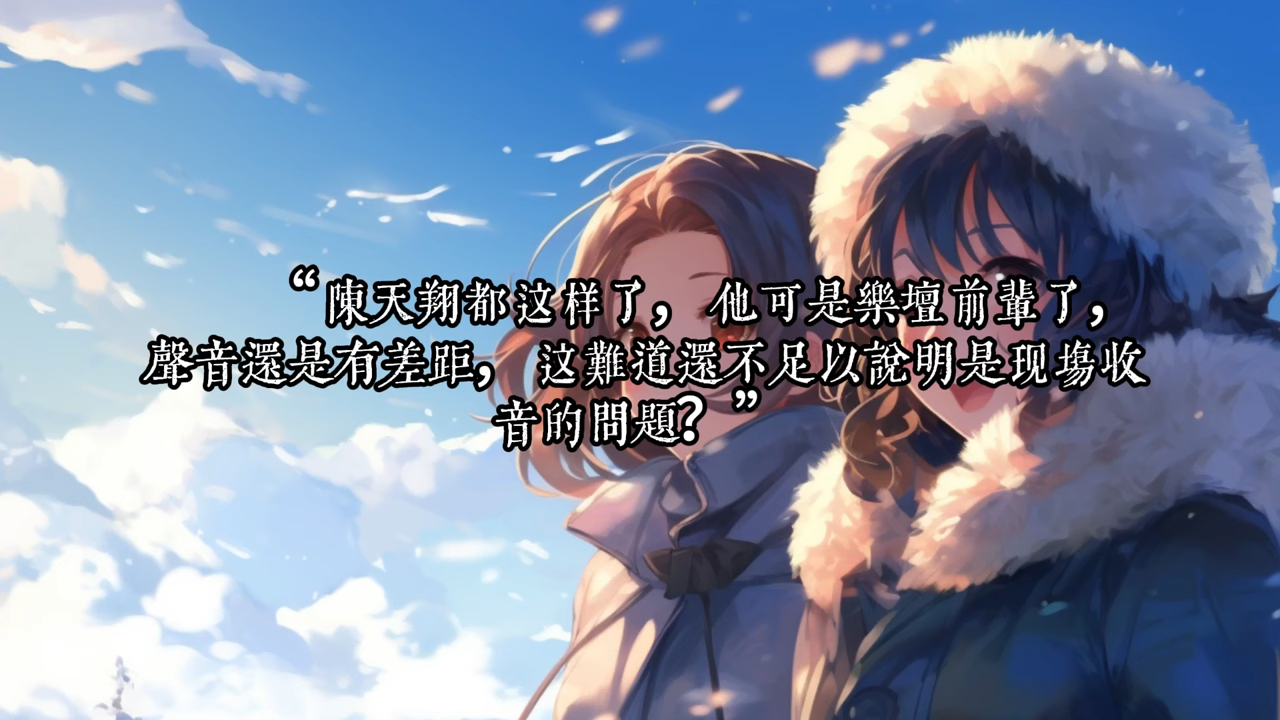 “陳天翔都这样了，他可是樂壇前輩了，
聲音還是有差距，这難道還不足以說明是现場收
音的問題？”